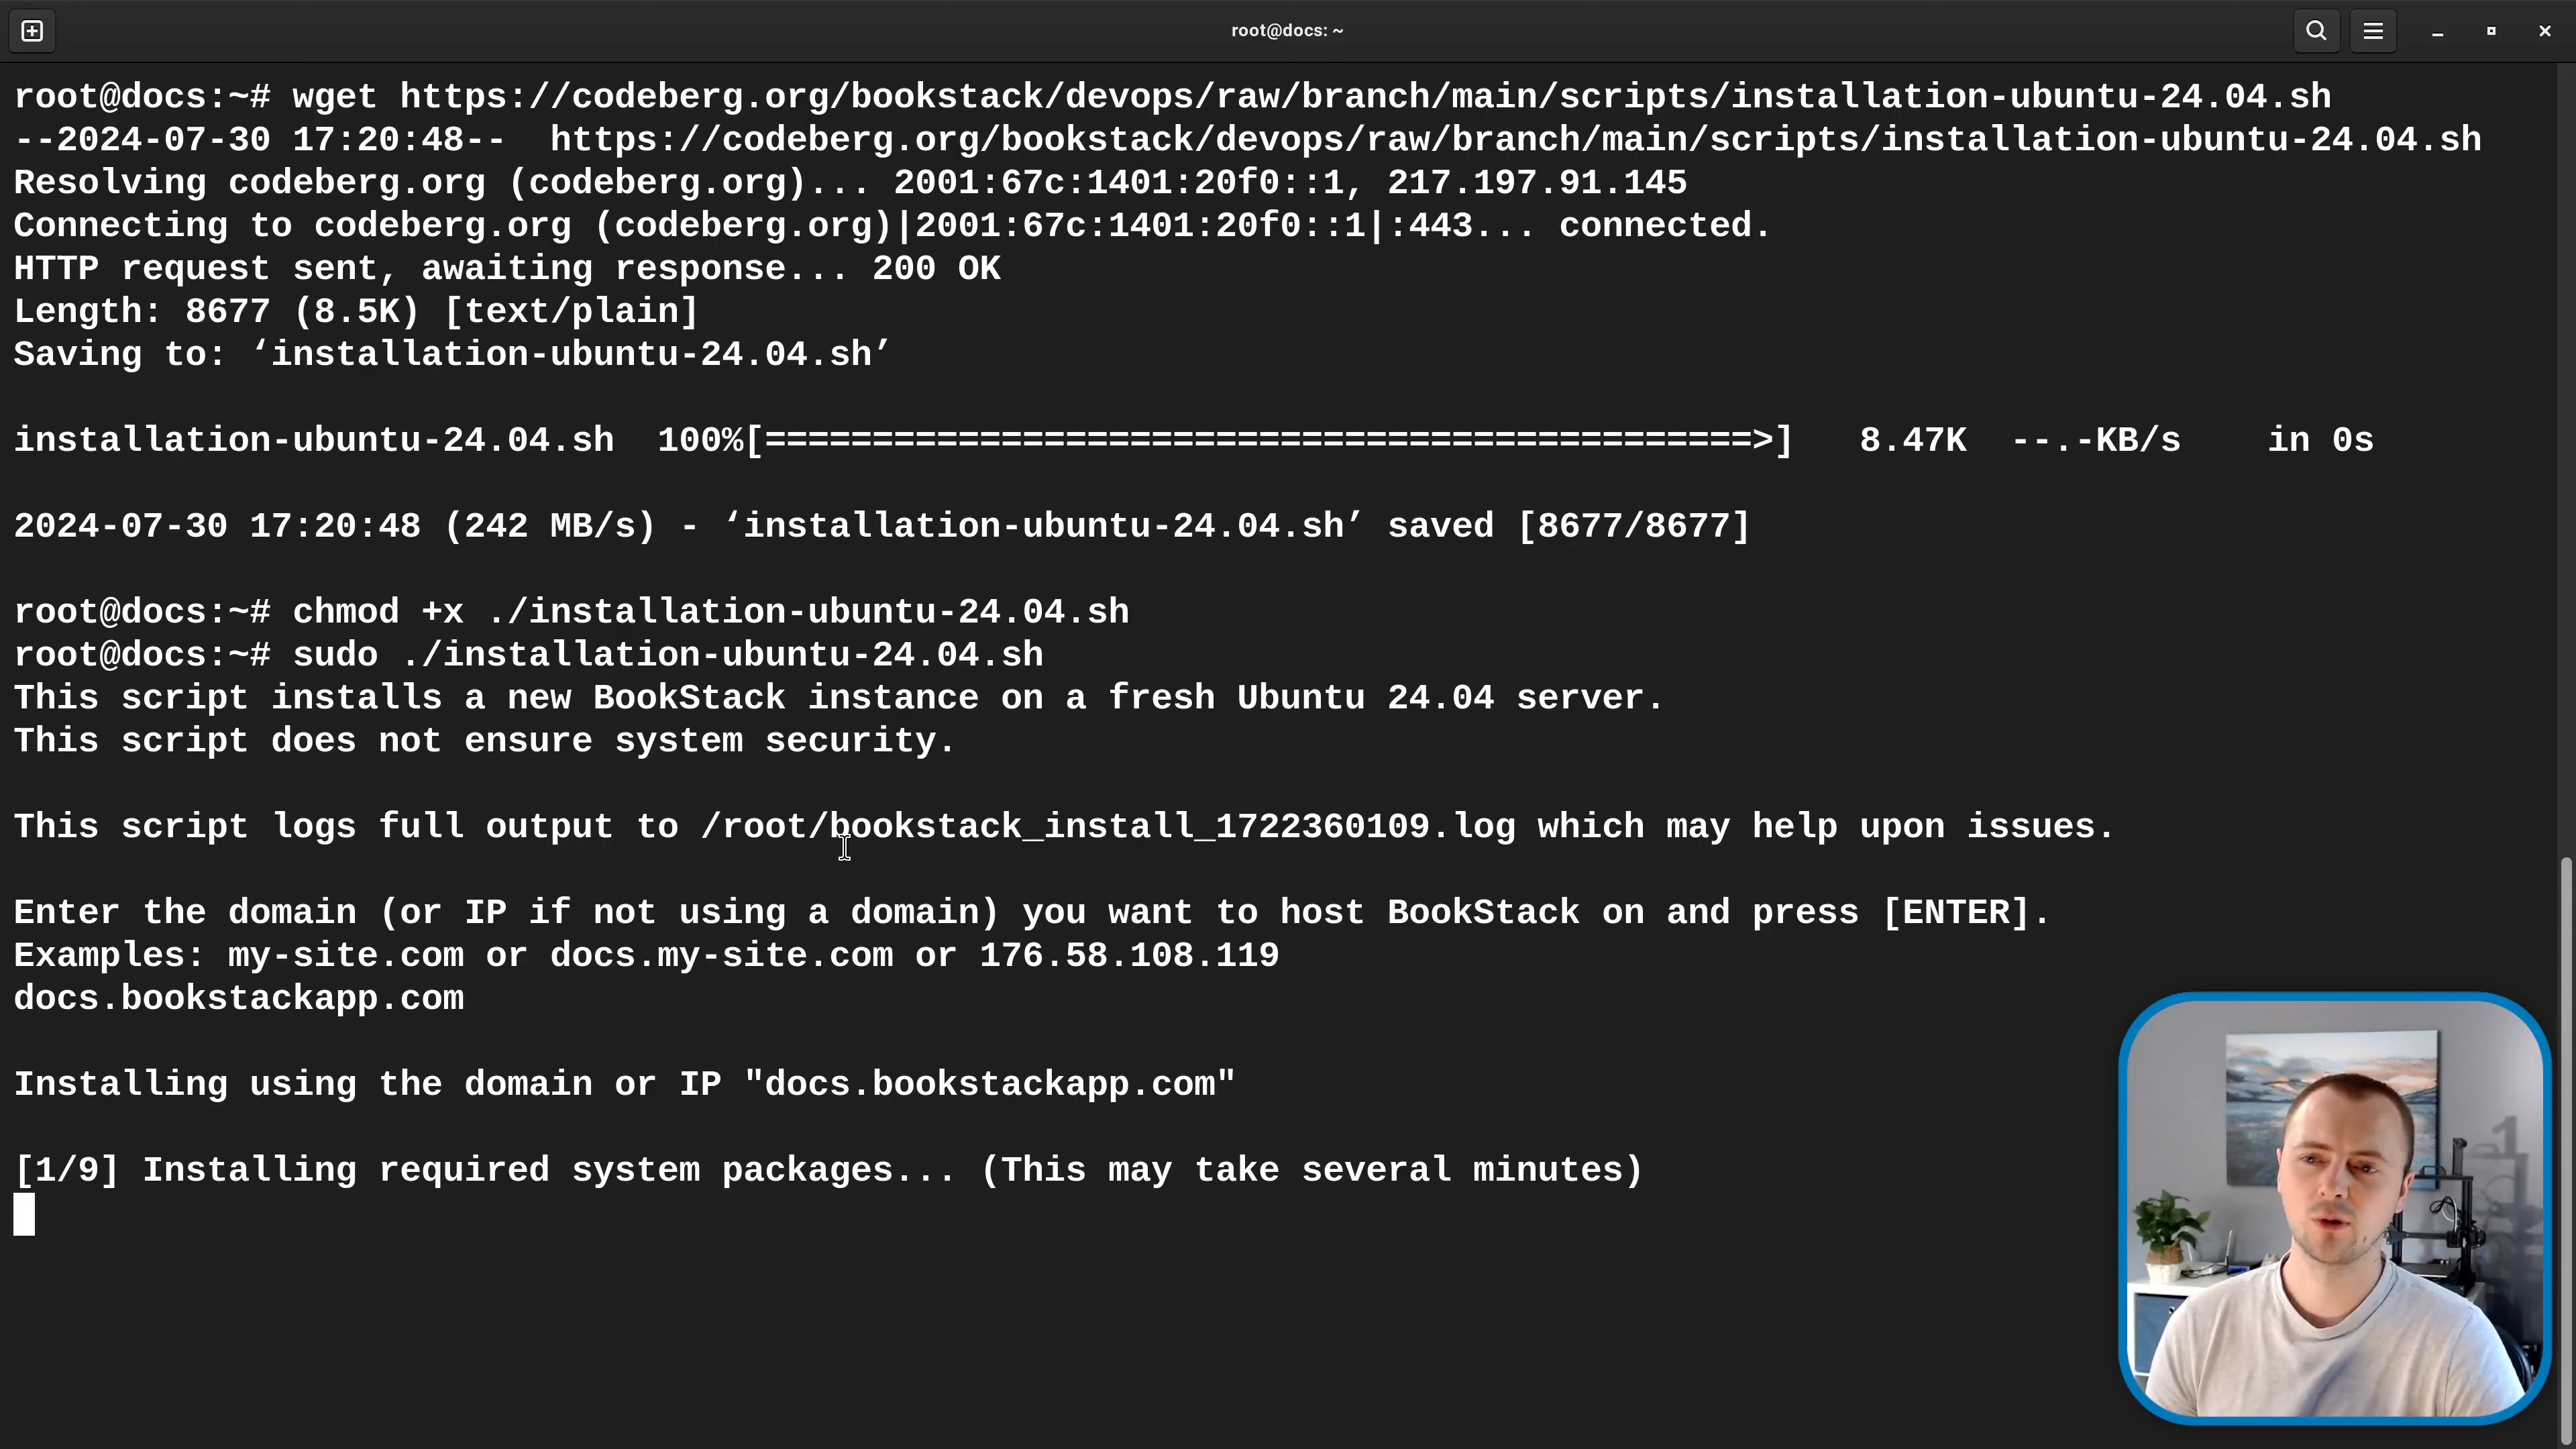 root@docs: ~
root@docs:~# wget https://codeberg.org/bookstack/devops/raw/branch/main/scripts/installation-ubuntu-24.04.sh
--2024-07-30 17:20:48--  https://codeberg.org/bookstack/devops/raw/branch/main/scripts/installation-ubuntu-24.04.sh
Resolving codeberg.org (codeberg.org)... 2001:67c:1401:20f0::1, 217.197.91.145
Connecting to codeberg.org (codeberg.org)|2001:67c:1401:20f0::1|:443... connected.
HTTP request sent, awaiting response... 200 OK
Length: 8677 (8.5K) [text/plain]
Saving to: ‘installation-ubuntu-24.04.sh’
installation-ubuntu-24.04.sh  100%[==============================================>]   8.47K  --.-KB/s    in 0s
2024-07-30 17:20:48 (242 MB/s) - ‘installation-ubuntu-24.04.sh’ saved [8677/8677]
root@docs:~# chmod +x ./installation-ubuntu-24.04.sh
root@docs:~# sudo ./installation-ubuntu-24.04.sh
This script installs a new BookStack instance on a fresh Ubuntu 24.04 server.
This script does not ensure system security.
This script logs full output to /root/bookstack_install_1722360109.log which may help upon issues.
Enter the domain (or IP if not using a domain) you want to host BookStack on and press [ENTER].
Examples: my-site.com or docs.my-site.com or 176.58.108.119
docs.bookstackapp.com
Installing using the domain or IP "docs.bookstackapp.com"
[1/9] Installing required system packages... (This may take several minutes)